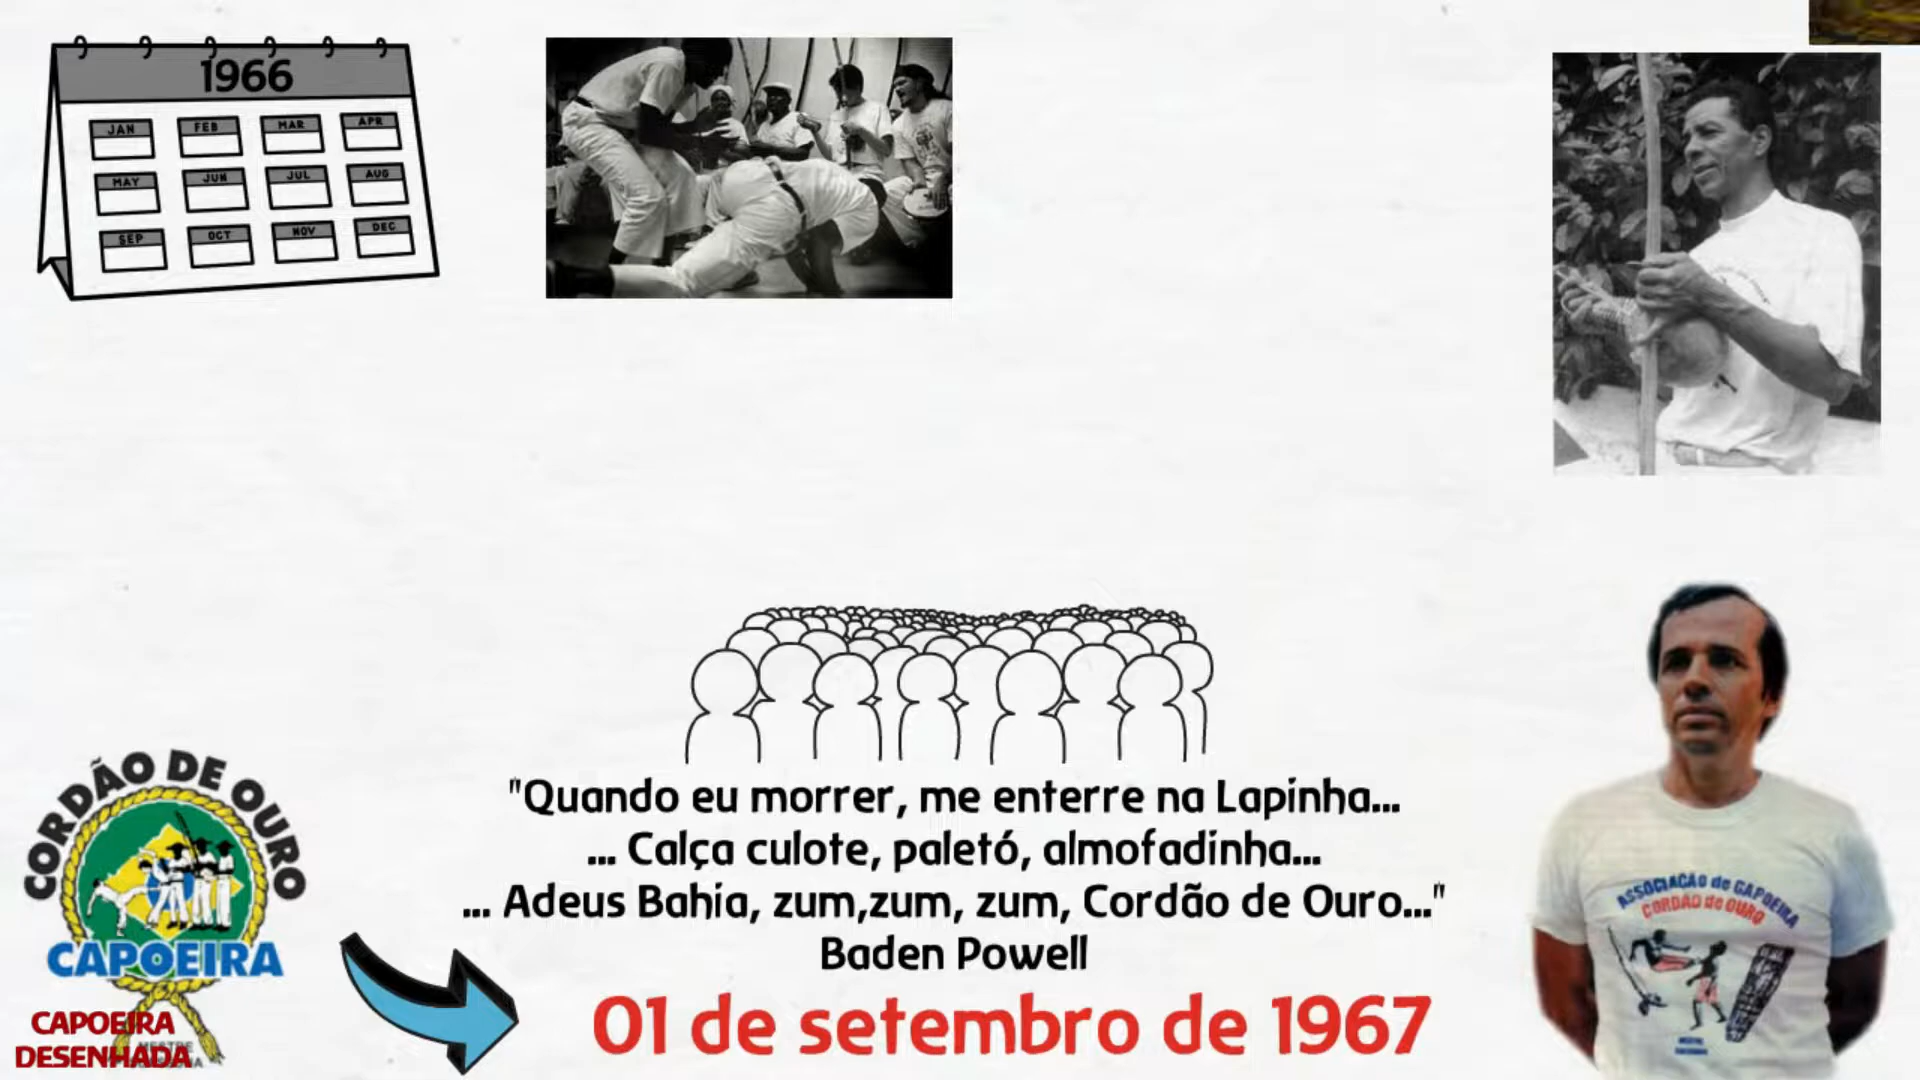 1966
JAN FEB MAR APR
MAY JUN JUL AUG
SEP OCT NOV DEC
CORDÃO DE OURO
CAPOEIRA
MESTRE
CAPOEIRA
DESENHADA
"Quando eu morrer, me enterre na Lapinha...
... Calça culote, paletó, almofadinha...
... Adeus Bahia, zum,zum, zum, Cordão de Ouro..."
Baden Powell
01 de setembro de 1967
ASSOCIAÇÃO de CAPOEIRA
CORDÃO de OURO